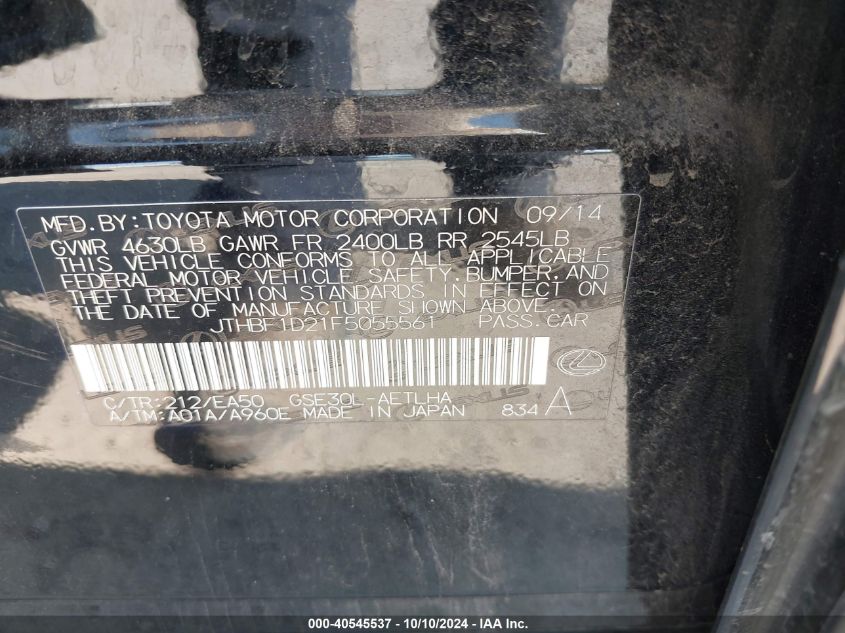 MFD.BY:TOYOTA MOTOR CORPORATION 09/14
GVWR 4630LB GAWR FR 2400LB RR 2545LB
THIS VEHICLE CONFORMS TO ALL APPLICABLE
FEDERAL MOTOR VEHICLE SAFETY, BUMPER, AND
THEFT PREVENTION STANDARDS IN EFFECT ON
THE DATE OF MANUFACTURE SHOWN ABOVE.
JTHBF1D21F5055561 PASS.CAR
C/TR:212/EA50 GSE30L-AETLHA
A/TM:A01A/A960E MADE IN JAPAN 834 A
000-40545537 - 10/10/2024 - IAA Inc.